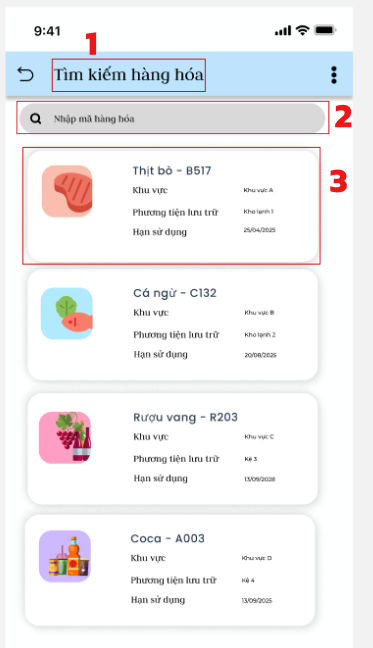 9:41
1
Tìm kiếm hàng hóa
Nhập mã hàng hóa
2
Thịt bò - B517
3
Khu vực Khu vực A
Phương tiện lưu trữ Kho lạnh 1
Hạn sử dụng 25/04/2025
Cá ngừ - C132
Khu vực Khu vực B
Phương tiện lưu trữ Kho lạnh 2
Hạn sử dụng 20/08/2025
Rượu vang - R203
Khu vực Khu vực C
Phương tiện lưu trữ Kệ 3
Hạn sử dụng 13/09/2028
Coca - A003
Khu vực Khu vực D
Phương tiện lưu trữ Kệ 4
Hạn sử dụng 13/09/2025